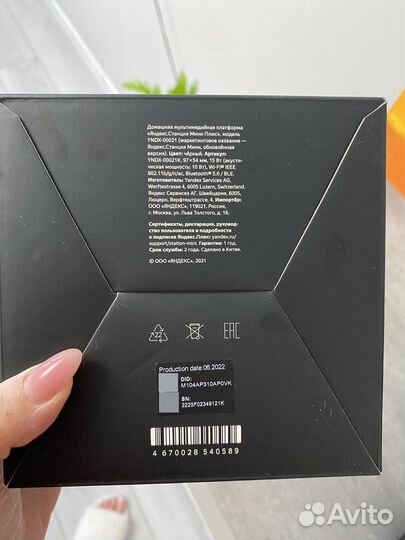 Домашняя мультимедийная платформа
«Яндекс.Станция Мини Плюс», модель
YNDX-00021 (маркетинговое название —
Яндекс.Станция Мини, обновлённая
версия). Цвет: чёрный. Артикул:
YNDX-00021K. 97×54 мм, 15 Вт (акусти-
ческая мощность: 10 Вт), Wi-Fi® IEEE
802.11b/g/n/ac, Bluetooth® 5.0 / BLE.
Изготовитель: Yandex Services AG,
Werftestrasse 4, 6005 Luzern, Switzerland.
Яндекс Сервисез АГ, Швейцария, 6005,
Люцерн, Верфтештрассе, 4. Импортёр:
ООО «ЯНДЕКС», 119021, Россия,
г. Москва, ул. Льва Толстого, д. 16.
Сертификаты, декларация, руководс-
тво пользователя и подробности
о подписке Яндекс.Плюс: yandex.ru/
support/station-mini. Гарантия: 1 год.
Срок службы: 2 года. Сделано в Китае.
© ООО «ЯНДЕКС», 2021
22
EAC
Production date:06.2022
DID:
M104AP310AP0VK
SN:
2225F02349121K
4 670028 540589
Avito